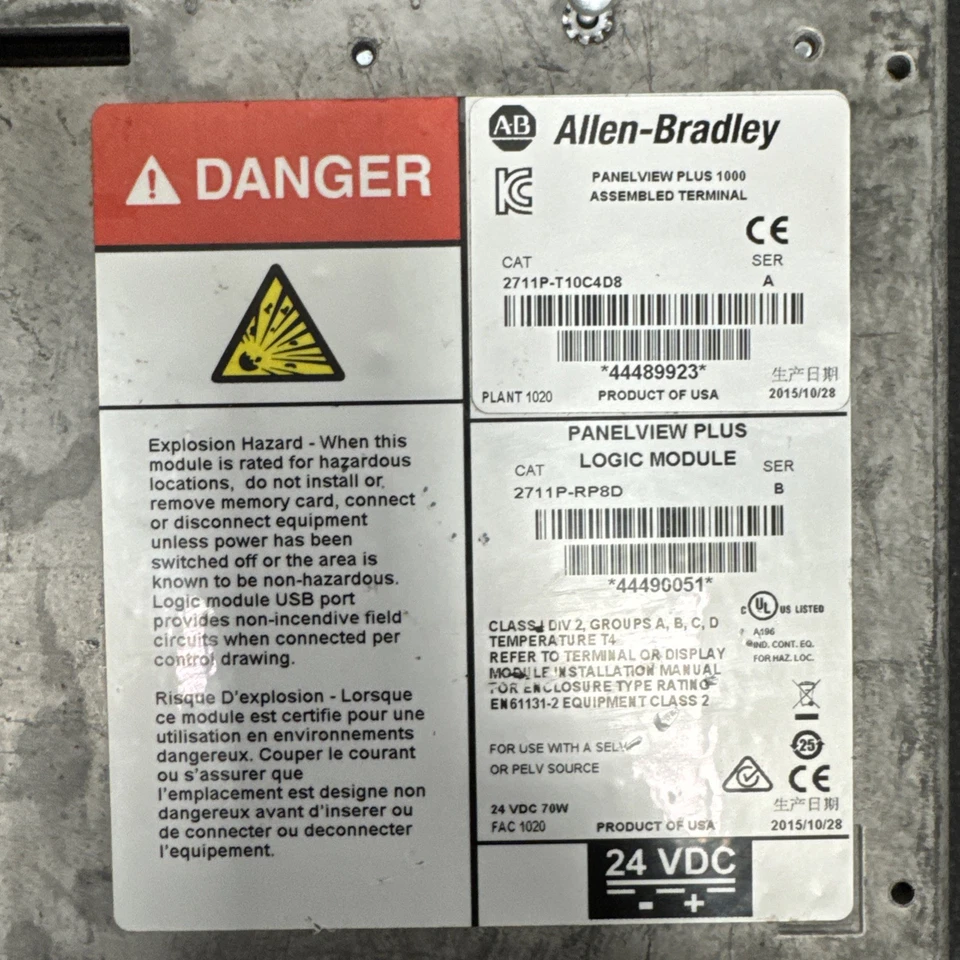 DANGER
Explosion Hazard - When this
module is rated for hazardous
locations, do not install or
remove memory card, connect
or disconnect equipment
unless power has been
switched off or the area is
known to be non-hazardous.
Logic module USB port
provides non-incendive field
circuits when connected per
control drawing.
Risque D'explosion - Lorsque
ce module est certifie pour une
utilisation en environnements
dangereux. Couper le courant
ou s'assurer que
l'emplacement est designe non
dangereux avant d'inserer ou
de connecter ou deconnecter
l'equipement.
A-B Allen-Bradley
PANELVIEW PLUS 1000
ASSEMBLED TERMINAL
CE
CAT SER
2711P-T10C4D8 A
*44489923* 生产日期
PLANT 1020 PRODUCT OF USA 2015/10/28
PANELVIEW PLUS
LOGIC MODULE
CAT SER
2711P-RP8D B
*44490051*
C UL US LISTED
A196
IND. CONT. EQ.
FOR HAZ. LOC.
CLASS I DIV 2, GROUPS A, B, C, D
TEMPERATURE T4
REFER TO TERMINAL OR DISPLAY
MODULE INSTALLATION MANUAL
FOR ENCLOSURE TYPE RATING
EN61131-2 EQUIPMENT CLASS 2
FOR USE WITH A SELV
OR PELV SOURCE
25
CE
生产日期
24 VDC 70W
FAC 1020 PRODUCT OF USA 2015/10/28
24 VDC
- +